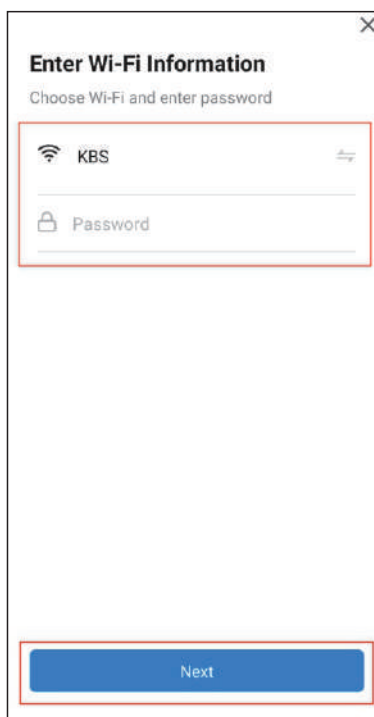 Enter Wi-Fi Information
Choose Wi-Fi and enter password
KBS
Password
Next